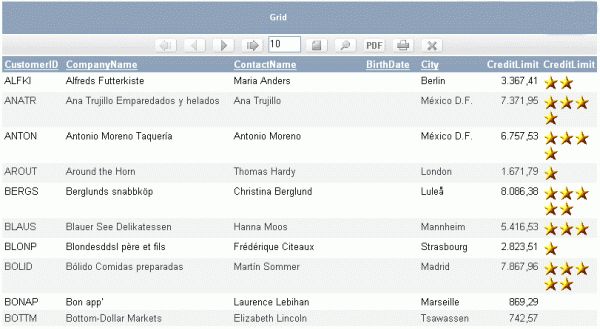 Grid
10 PDF
CustomerID CompanyName ContactName BirthDate City CreditLimit CreditLimit
ALFKI Alfreds Futterkiste Maria Anders Berlin 3.367,41
ANATR Ana Trujillo Emparedados y helados Ana Trujillo México D.F. 7.371,95
ANTON Antonio Moreno Taquería Antonio Moreno México D.F. 6.757,53
AROUT Around the Horn Thomas Hardy London 1.671,79
BERGS Berglunds snabbköp Christina Berglund Luleå 8.086,38
BLAUS Blauer See Delikatessen Hanna Moos Mannheim 5.416,53
BLONP Blondesddsl père et fils Frédérique Citeaux Strasbourg 2.823,51
BOLID Bólido Comidas preparadas Martín Sommer Madrid 7.867,96
BONAP Bon app' Laurence Lebihan Marseille 869,29
BOTTM Bottom-Dollar Markets Elizabeth Lincoln Tsawassen 742,57